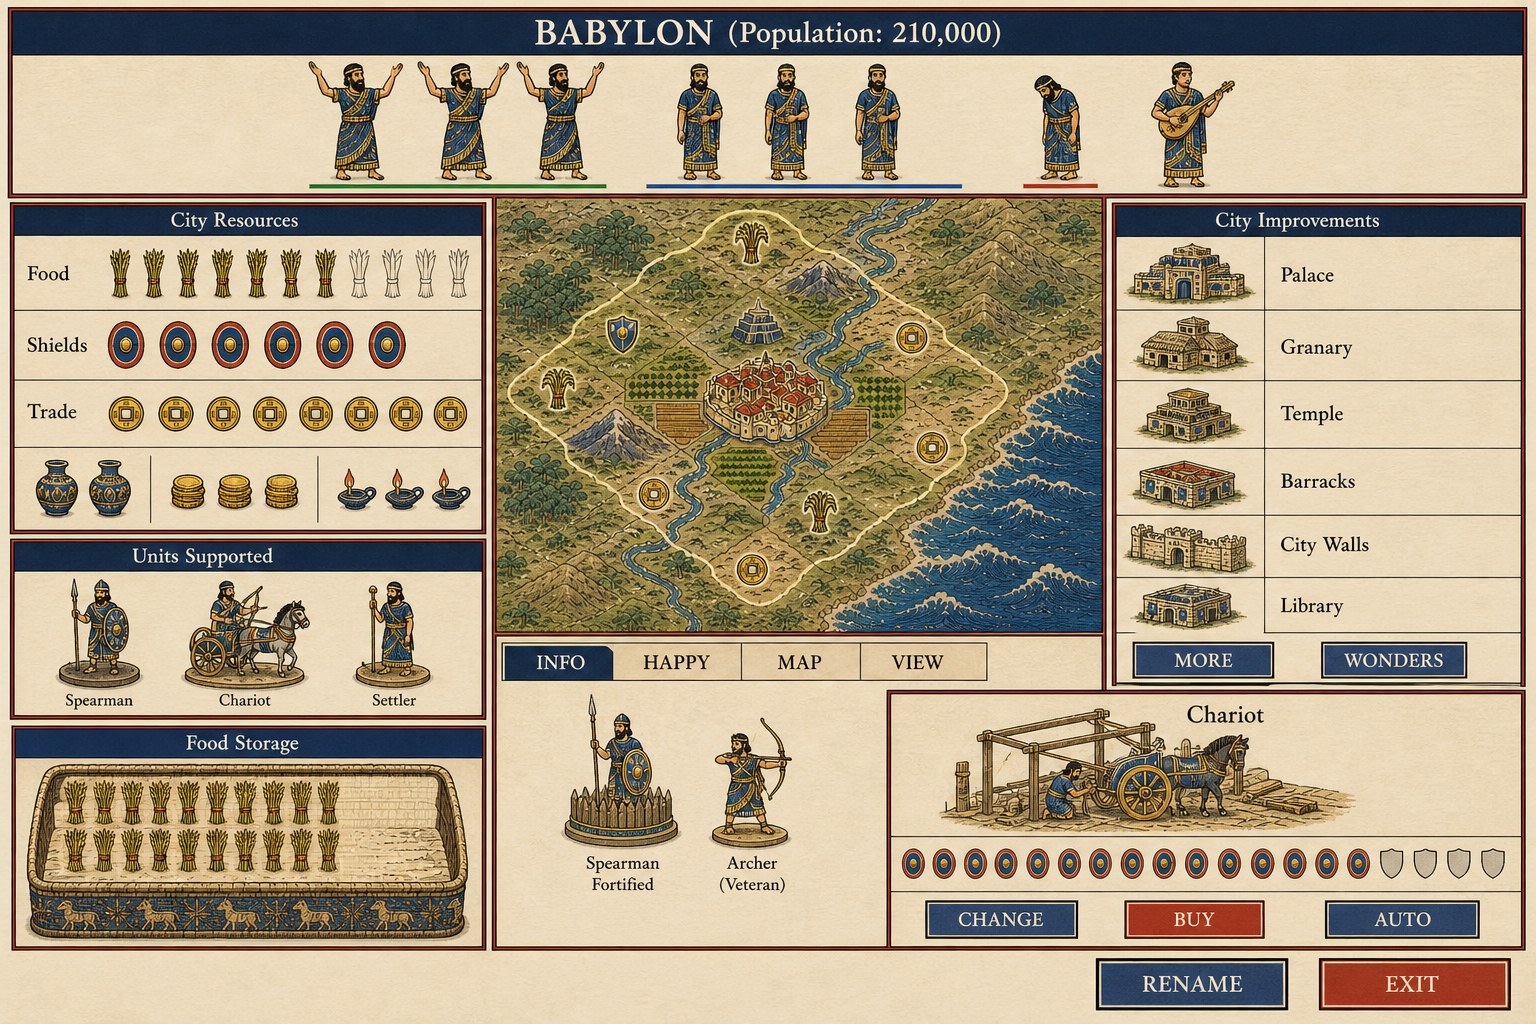 BABYLON (Population: 210,000)
City Resources
Food
Shields
Trade
Units Supported
Spearman
Chariot
Settler
Food Storage
INFO
HAPPY
MAP
VIEW
Spearman
Fortified
Archer
(Veteran)
City Improvements
Palace
Granary
Temple
Barracks
City Walls
Library
MORE
WONDERS
Chariot
CHANGE
BUY
AUTO
RENAME
EXIT